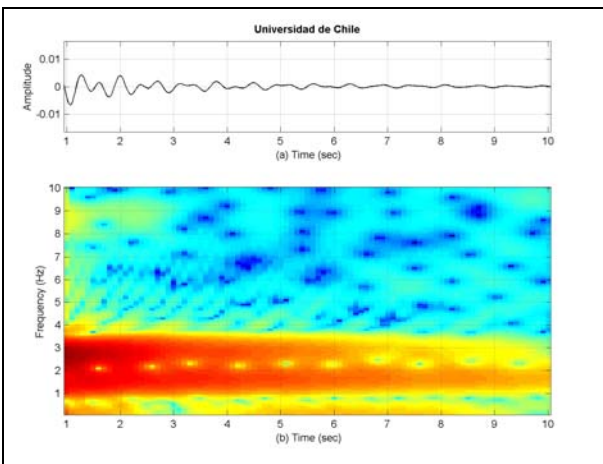 Universidad de Chile
Amplitude
0.01
0
-0.01
1 2 3 4 5 6 7 8 9 10
(a) Time (sec)
Frequency (Hz)
10
9
8
7
6
5
4
3
2
1
1 2 3 4 5 6 7 8 9 10
(b) Time (sec)